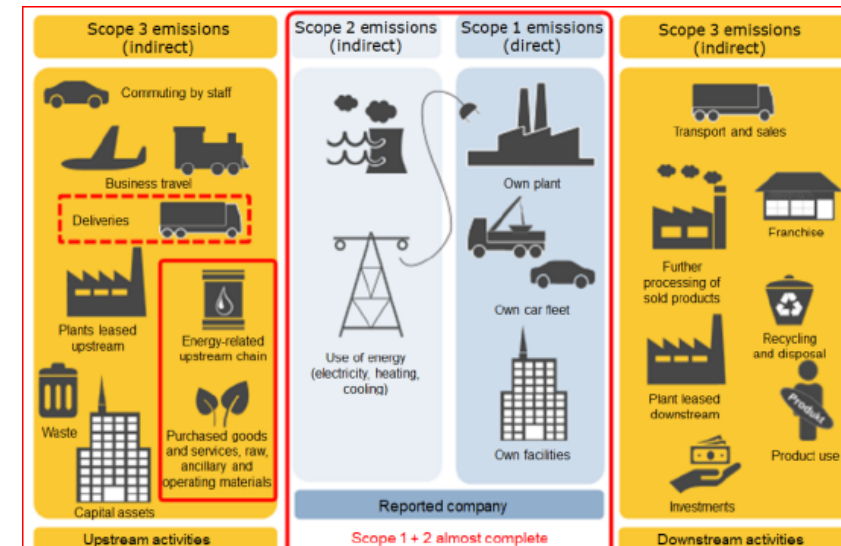 Scope 3 emissions
(indirect)
Commuting by staff
Business travel
Deliveries
Plants leased
upstream
Energy-related
upstream chain
Waste
Purchased goods
and services, raw,
ancillary and
operating materials
Capital assets
Upstream activities
Scope 2 emissions
(indirect)
Use of energy
(electricity, heating,
cooling)
Scope 1 emissions
(direct)
Own plant
Own car fleet
Own facilities
Reported company
Scope 1 + 2 almost complete
Scope 3 emissions
(indirect)
Transport and sales
Franchise
Further
processing of
sold products
Recycling
and disposal
Plant leased
downstream
Produkt
Product use
Investments
Downstream activities